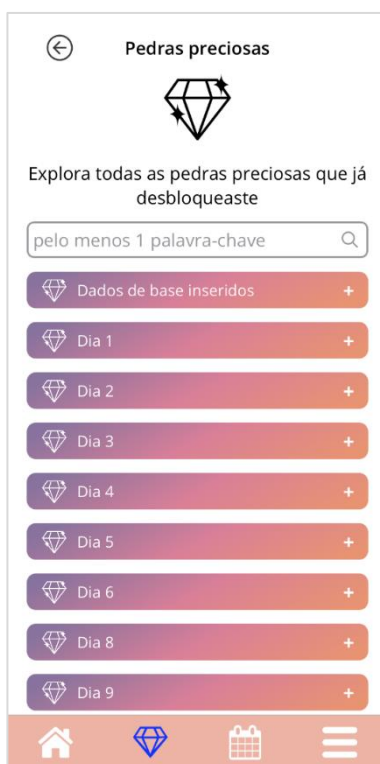 Pedras preciosas
Explora todas as pedras preciosas que já
desbloqueaste
pelo menos 1 palavra-chave
Dados de base inseridos +
Dia 1 +
Dia 2 +
Dia 3 +
Dia 4 +
Dia 5 +
Dia 6 +
Dia 8 +
Dia 9 +